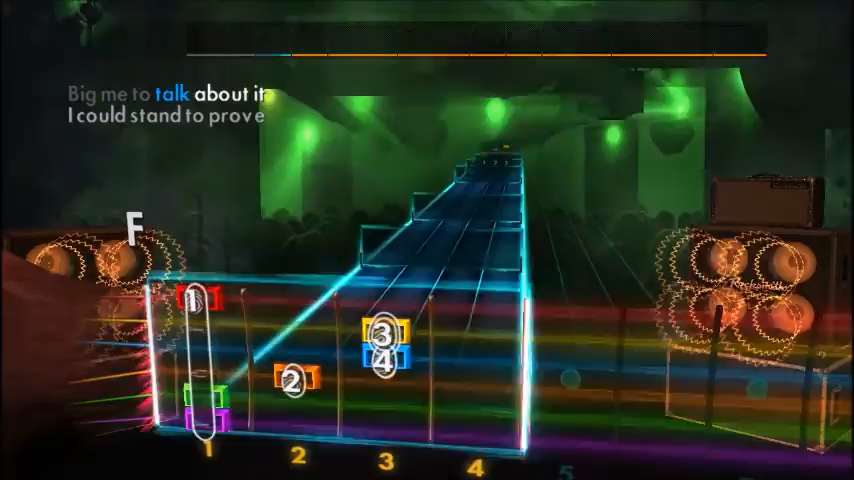 Big me to talk about it
I could stand to prove
F
1
3
4
2
1 2 3 4 5
Rocksmith